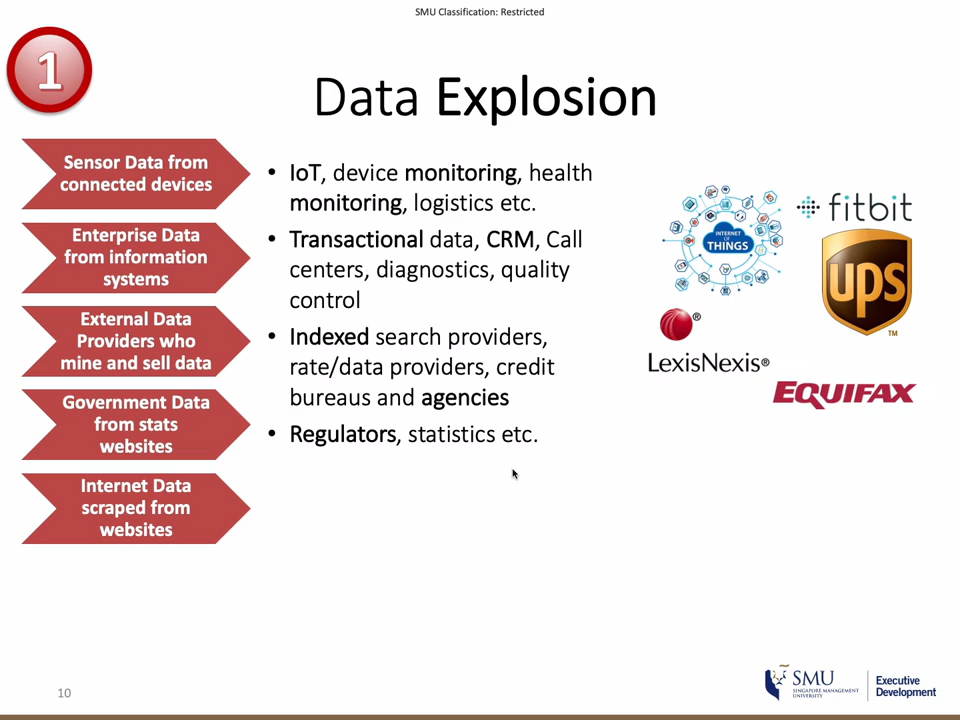 SMU Classification: Restricted
1
Data Explosion
Sensor Data from
connected devices
Enterprise Data
from information
systems
External Data
Providers who
mine and sell data
Government Data
from stats
websites
Internet Data
scraped from
websites
• IoT, device monitoring, health
monitoring, logistics etc.
• Transactional data, CRM, Call
centers, diagnostics, quality
control
• Indexed search providers,
rate/data providers, credit
bureaus and agencies
• Regulators, statistics etc.
INTERNET
OF
THINGS
fitbit
ups
TM
®
LexisNexis®
EQUIFAX
10
SMU
SINGAPORE MANAGEMENT
UNIVERSITY
Executive
Development